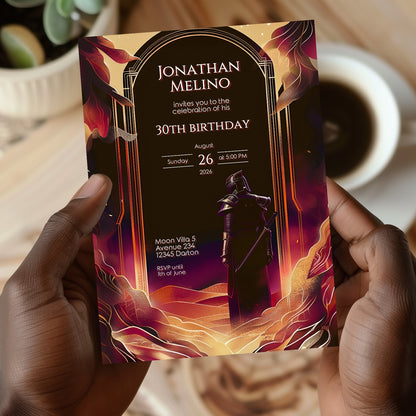 JONATHAN
MELINO
invites you to the
celebration of his
30TH BIRTHDAY
August
Sunday 26 at 5:00 PM
2026
Moon Villa 5
Avenue 234
12345 Darton
RSVP until
1th of June